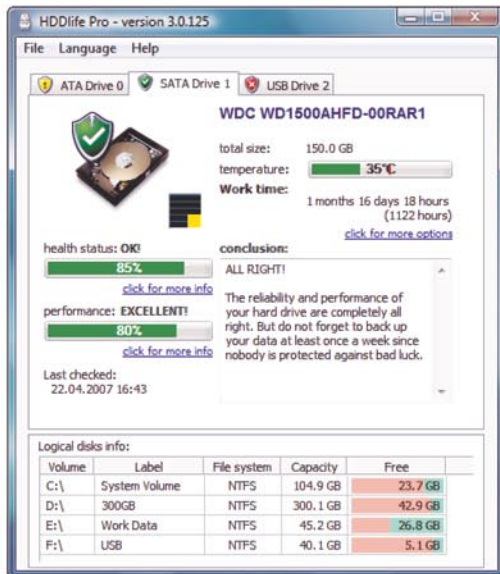 HDDlife Pro - version 3.0.125
File Language Help
ATA Drive 0 SATA Drive 1 USB Drive 2
WDC WD1500AHFD-00RAR1
total size: 150.0 GB
temperature: 35°C
Work time:
1 months 16 days 18 hours
(1122 hours)
click for more options
health status: OK!
85%
click for more info
performance: EXCELLENT!
80%
click for more info
Last checked:
22.04.2007 16:43
conclusion:
ALL RIGHT!
The reliability and performance of
your hard drive are completely all
right. But do not forget to back up
your data at least once a week since
nobody is protected against bad luck.
Logical disks info:
Volume Label File system Capacity Free
C:\ System Volume NTFS 104.9 GB 23.7 GB
D:\ 300GB NTFS 300.1 GB 42.9 GB
E:\ Work Data NTFS 45.2 GB 26.8 GB
F:\ USB NTFS 40.1 GB 5.1 GB